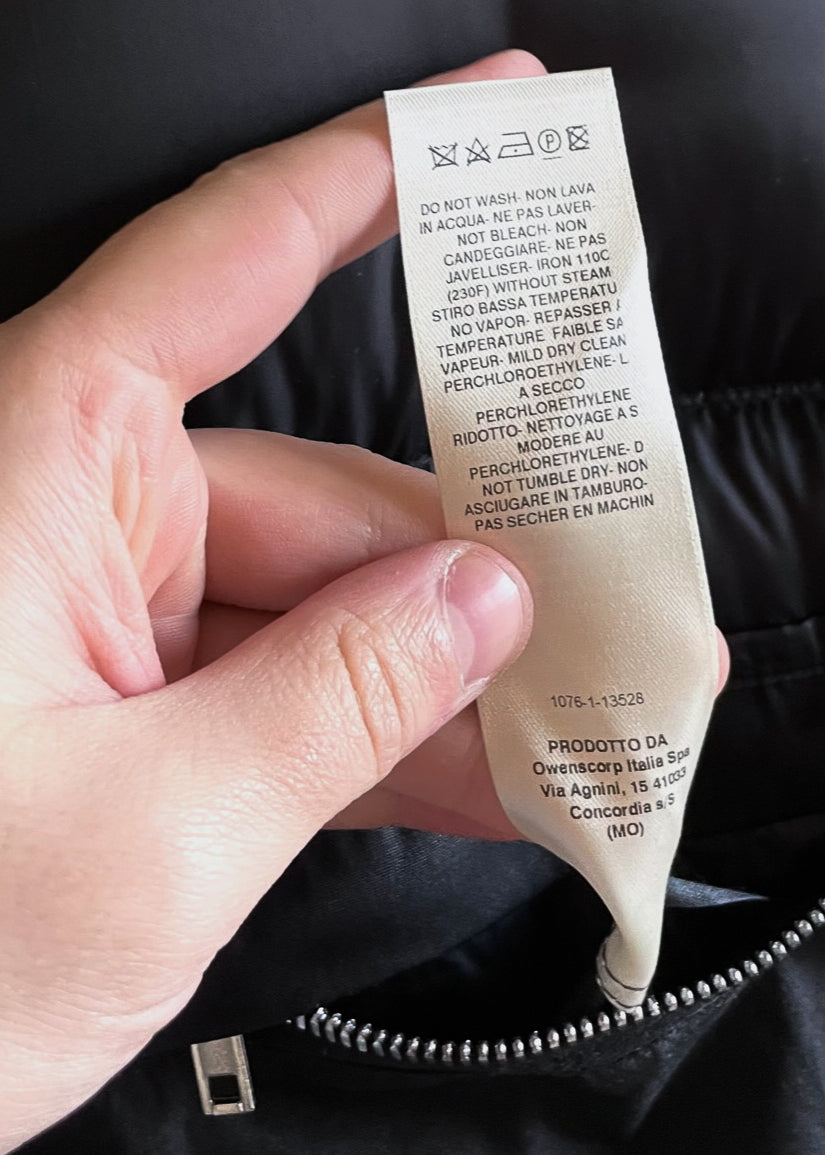 P
DO NOT WASH- NON LAVA
IN ACQUA- NE PAS LAVER-
NOT BLEACH- NON
CANDEGGIARE- NE PAS
JAVELLISER- IRON 110C
(230F) WITHOUT STEAM
STIRO BASSA TEMPERATU
NO VAPOR- REPASSER
TEMPERATURE FAIBLE SA
VAPEUR- MILD DRY CLEAN
PERCHLOROETHYLENE- L
A SECCO
PERCHLORETHYLENE
RIDOTTO- NETTOYAGE A S
MODERE AU
PERCHLORETHYLENE- D
NOT TUMBLE DRY- NON
ASCIUGARE IN TAMBURO-
PAS SECHER EN MACHIN
1076-1-13528
PRODOTTO DA
Owenscorp Italia Spa
Via Agnini, 15 41033
Concordia s/S
(MO)